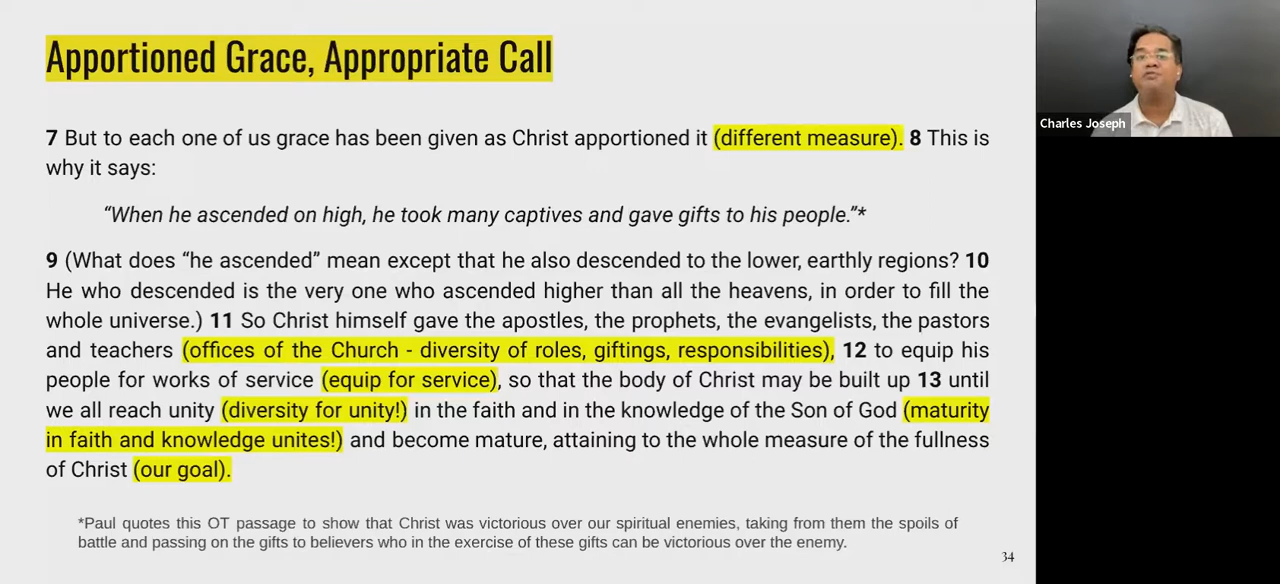 Apportioned Grace, Appropriate Call
7 But to each one of us grace has been given as Christ apportioned it (different measure). 8 This is
why it says:
“When he ascended on high, he took many captives and gave gifts to his people.”*
9 (What does “he ascended” mean except that he also descended to the lower, earthly regions? 10
He who descended is the very one who ascended higher than all the heavens, in order to fill the
whole universe.) 11 So Christ himself gave the apostles, the prophets, the evangelists, the pastors
and teachers (offices of the Church - diversity of roles, giftings, responsibilities), 12 to equip his
people for works of service (equip for service), so that the body of Christ may be built up 13 until
we all reach unity (diversity for unity!) in the faith and in the knowledge of the Son of God (maturity
in faith and knowledge unites!) and become mature, attaining to the whole measure of the fullness
of Christ (our goal).
*Paul quotes this OT passage to show that Christ was victorious over our spiritual enemies, taking from them the spoils of
battle and passing on the gifts to believers who in the exercise of these gifts can be victorious over the enemy.
34
Charles Joseph